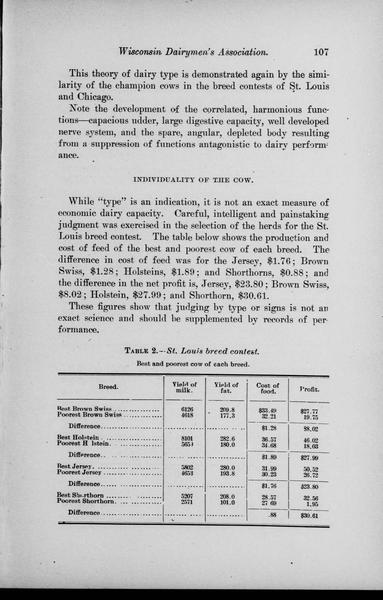 Wisconsin Dairymen's Association. 107
This theory of dairy type is demonstrated again by the simi-
larity of the champion cows in the breed contests of St. Louis
and Chicago.
Note the development of the correlated, harmonious func-
tions—capacious udder, large digestive capacity, well developed
nerve system, and the spare, angular, depleted body resulting
from a suppression of functions antagonistic to dairy perform-
ance.
INDIVIDUALITY OF THE COW.
While "type" is an indication, it is not an exact measure of
economic dairy capacity. Careful, intelligent and painstaking
judgment was exercised in the selection of the herds for the St.
Louis breed contest. The table below shows the production and
cost of feed of the best and poorest cow of each breed. The
difference in cost of feed was for the Jersey, $1.76; Brown
Swiss, $1.28; Holsteins, $1.89; and Shorthorns, $0.88; and
the difference in the net profit is, Jersey, $23.80; Brown Swiss,
$8.02; Holstein, $27.99; and Shorthorn, $30.61.
These figures show that judging by type or signs is not an
exact science and should be supplemented by records of per-
formance.
TABLE 2.—St. Louis breed contest.
Best and poorest cow of each breed.
Breed. Yield of milk. Yield of fat. Cost of food. Profit.
Best Brown Swiss 6126 209.8 $33.49 $27.77
Poorest Brown Swiss 4618 177.3 32.21 19.75
Difference $1.28 $8.02
Best Holstein 8101 282.6 36.57 46.02
Poorest H lstein 5651 180.0 34.68 18.03
Difference $1.89 $27.99
Best Jersey 5802 280.0 31.99 50.52
Poorest Jersey 4653 193.8 30.23 26.72
Difference $1.76 $23.80
Best Shorthorn 5207 208.0 28.57 32.56
Poorest Shorthorn 2571 101.0 27 69 1.95
Difference .88 $30.61